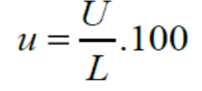 u = U/L .100